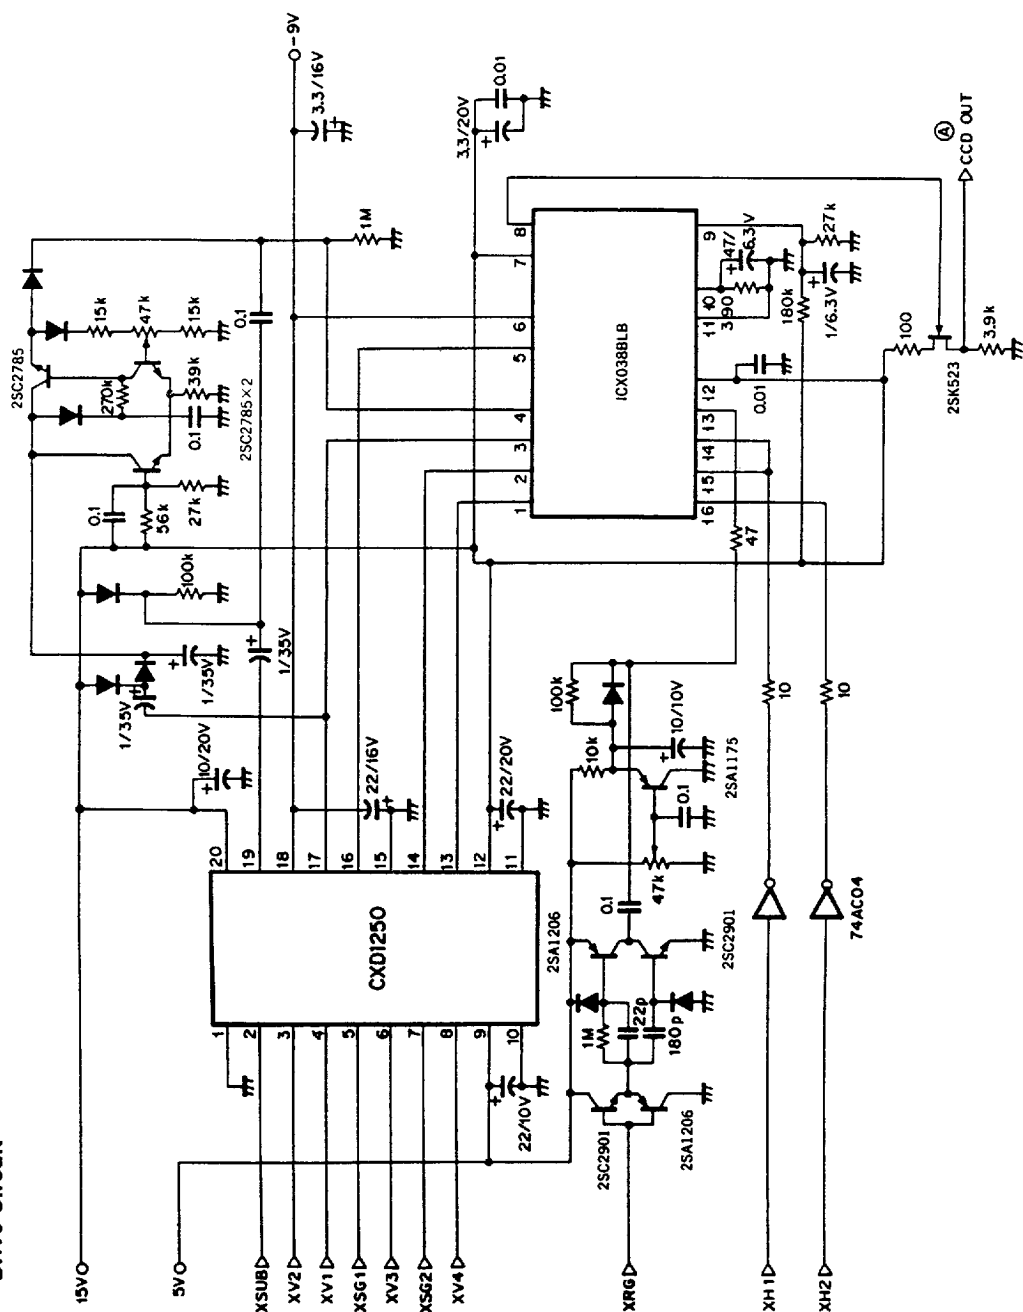 Drive Circuit
15V
5V
XSUB
XV2
XV1
XSG1
XV3
XSG2
XV4
XRG
XH1
XH2
22/10V
1
2
3
4
5
6
7
8
9
10
CXD1250
20
19
18
17
16
15
14
13
12
11
10/20V
22/16V
22/20V
1/35V
1/35V
1/35V
100k
0.1
56k
27k
0.1
270k
39k
2SC2785×2
2SC2785
15k
47k
15k
0.1
1M
-9V
3.3/16V
3.3/20V
0.01
ICX038BLB
1
2
3
4
5
6
7
8
16
15
14
13
12
11
10
9
47
0.01
390
47/
6.3V
180k
1/6.3V
27k
100
2SK523
3.9k
A
CCD OUT
2SC2901
2SA1206
1M
22p
180p
2SA1206
2SC2901
0.1
47k
0.1
2SA1175
10k
10/10V
100k
74AC04
10
10